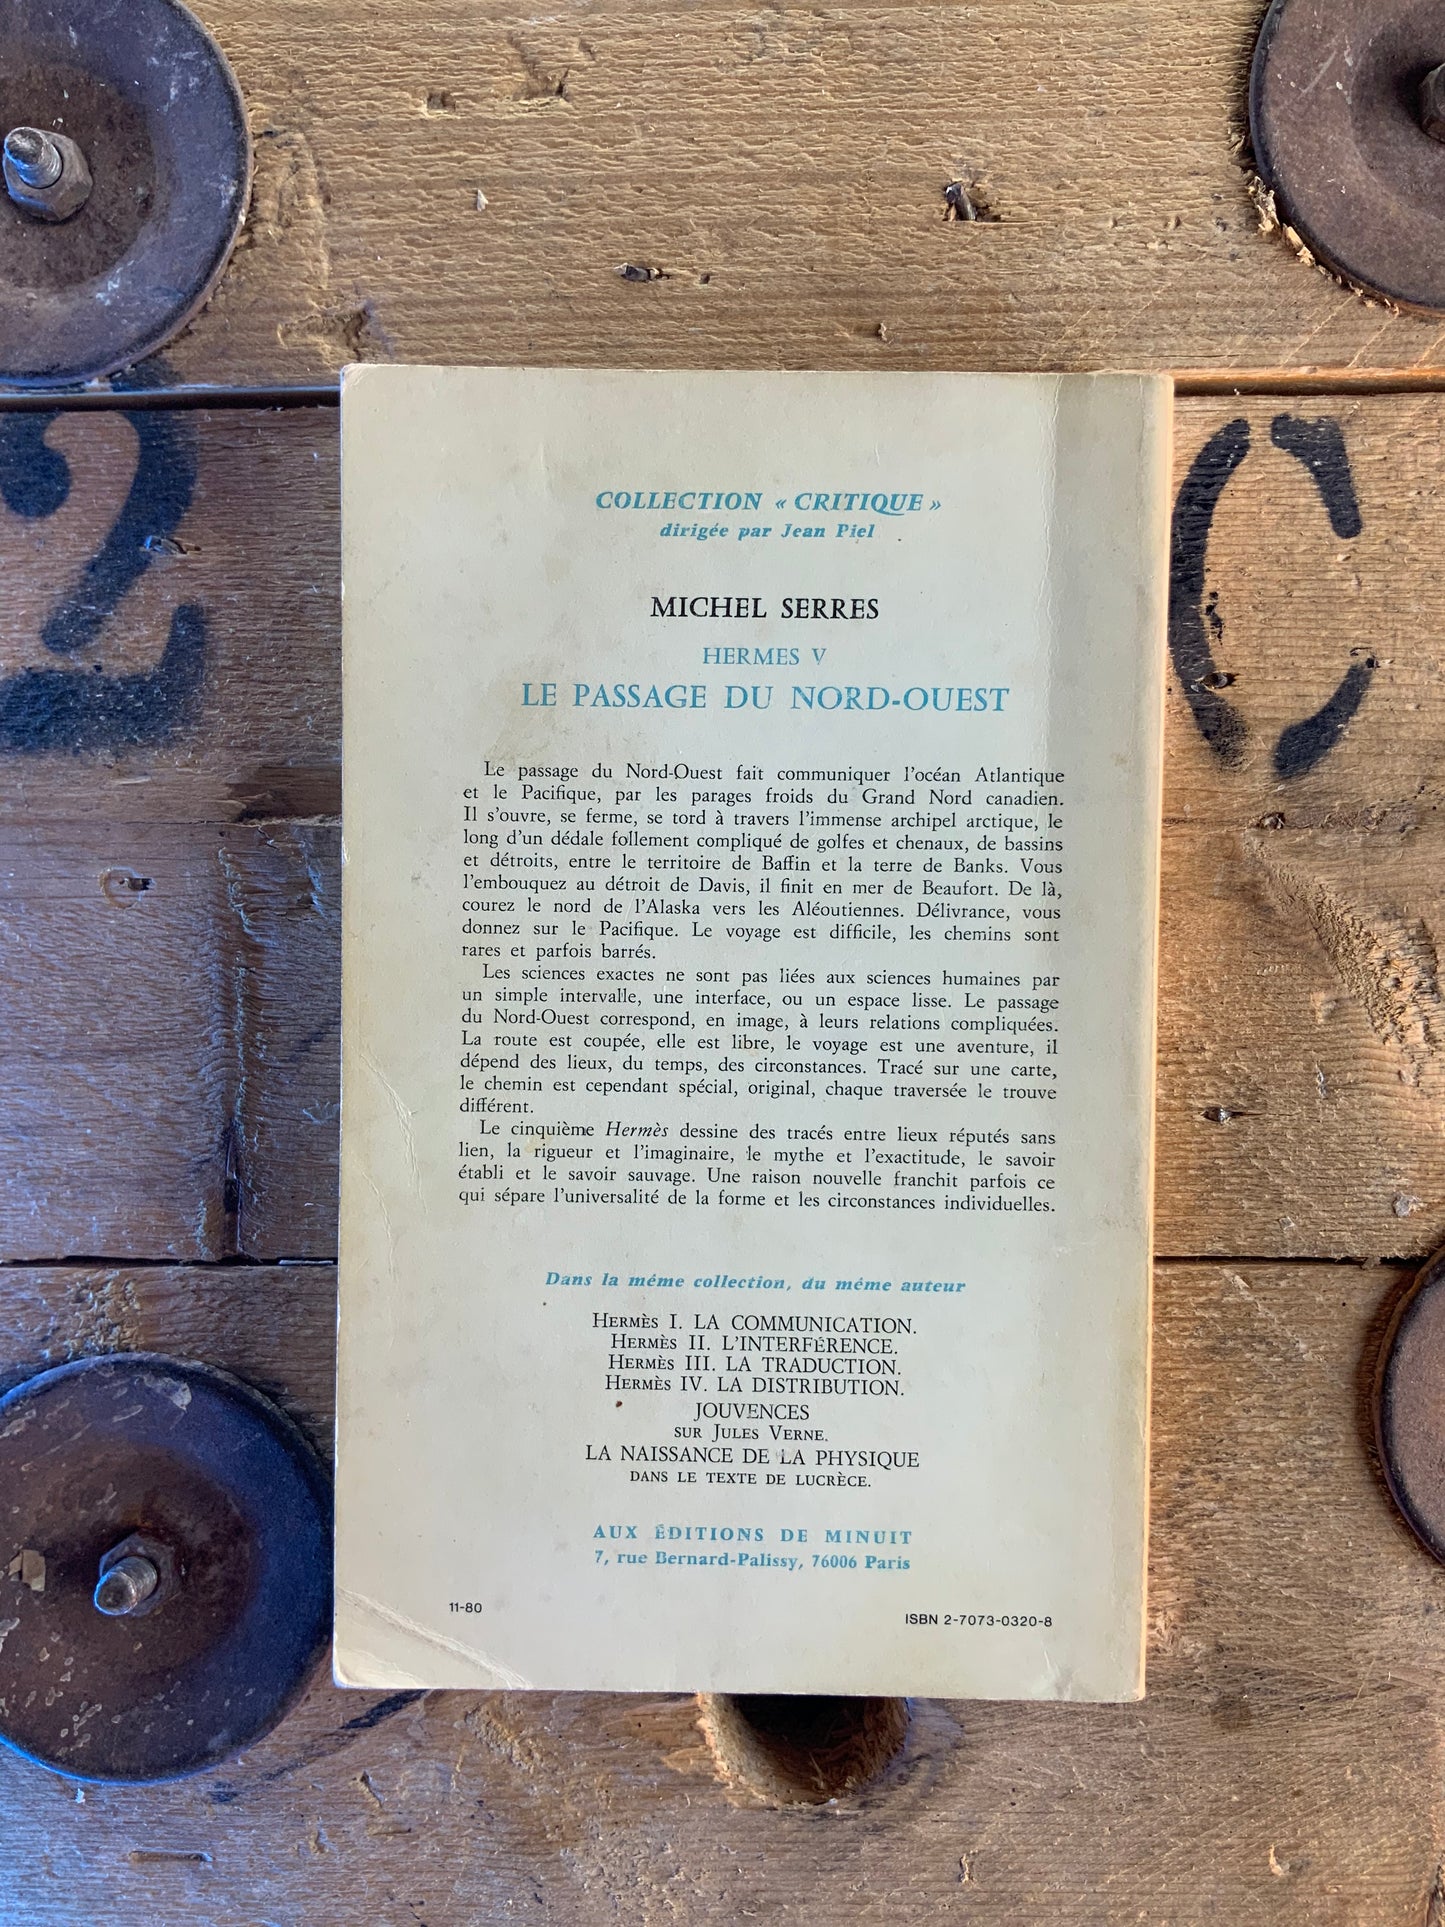 2
C
COLLECTION « CRITIQUE »
dirigée par Jean Piel
MICHEL SERRES
HERMES V
LE PASSAGE DU NORD-OUEST
Le passage du Nord-Ouest fait communiquer l'océan Atlantique
et le Pacifique, par les parages froids du Grand Nord canadien.
Il s'ouvre, se ferme, se tord à travers l'immense archipel arctique, le
long d'un dédale follement compliqué de golfes et chenaux, de bassins
et détroits, entre le territoire de Baffin et la terre de Banks. Vous
l'embouquez au détroit de Davis, il finit en mer de Beaufort. De là,
courez le nord de l'Alaska vers les Aléoutiennes. Délivrance, vous
donnez sur le Pacifique. Le voyage est difficile, les chemins sont
rares et parfois barrés.
Les sciences exactes ne sont pas liées aux sciences humaines par
un simple intervalle, une interface, ou un espace lisse. Le passage
du Nord-Ouest correspond, en image, à leurs relations compliquées.
La route est coupée, elle est libre, le voyage est une aventure, il
dépend des lieux, du temps, des circonstances. Tracé sur une carte,
le chemin est cependant spécial, original, chaque traversée le trouve
différent.
Le cinquième Hermès dessine des tracés entre lieux réputés sans
lien, la rigueur et l'imaginaire, le mythe et l'exactitude, le savoir
établi et le savoir sauvage. Une raison nouvelle franchit parfois ce
qui sépare l'universalité de la forme et les circonstances individuelles.
Dans la même collection, du même auteur
HERMÈS I. LA COMMUNICATION.
HERMÈS II. L'INTERFÉRENCE.
HERMÈS III. LA TRADUCTION.
HERMÈS IV. LA DISTRIBUTION.
JOUVENCES
SUR JULES VERNE.
LA NAISSANCE DE LA PHYSIQUE
DANS LE TEXTE DE LUCRÈCE.
AUX ÉDITIONS DE MINUIT
7, rue Bernard-Palissy, 76006 Paris
11-80
ISBN 2-7073-0320-8